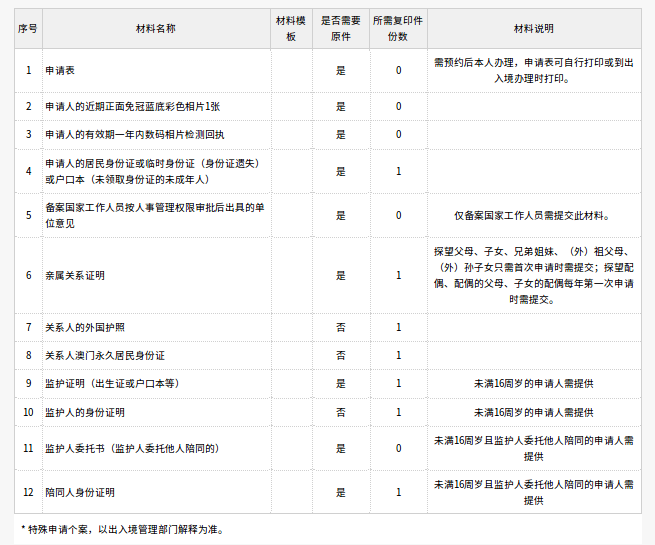 序号 材料名称 材料模板 是否需要原件 所需复印件份数 材料说明
1 申请表 是 0 需预约后本人办理，申请表可自行打印或到出入境办理时打印。
2 申请人的近期正面免冠蓝底彩色相片1张 是 0
3 申请人的有效期一年内数码相片检测回执 是 0
4 申请人的居民身份证或临时身份证（身份证遗失）或户口本（未领取身份证的未成年人） 是 1
5 备案国家工作人员按人事管理权限审批后出具的单位意见 是 0 仅备案国家工作人员需提交此材料。
6 亲属关系证明 是 1 探望父母、子女、兄弟姐妹、（外）祖父母、（外）孙子女只需首次申请时需提交；探望配偶、配偶的父母、子女的配偶每年第一次申请时需提交。
7 关系人的外国护照 否 1
8 关系人澳门永久居民身份证 否 1
9 监护证明（出生证或户口本等） 是 1 未满16周岁的申请人需提供
10 监护人的身份证明 否 1 未满16周岁的申请人需提供
11 监护人委托书（监护人委托他人陪同的） 是 0 未满16周岁且监护人委托他人陪同的申请人需提供
12 陪同人身份证明 是 1 未满16周岁且监护人委托他人陪同的申请人需提供
* 特殊申请个案，以出入境管理部门解释为准。